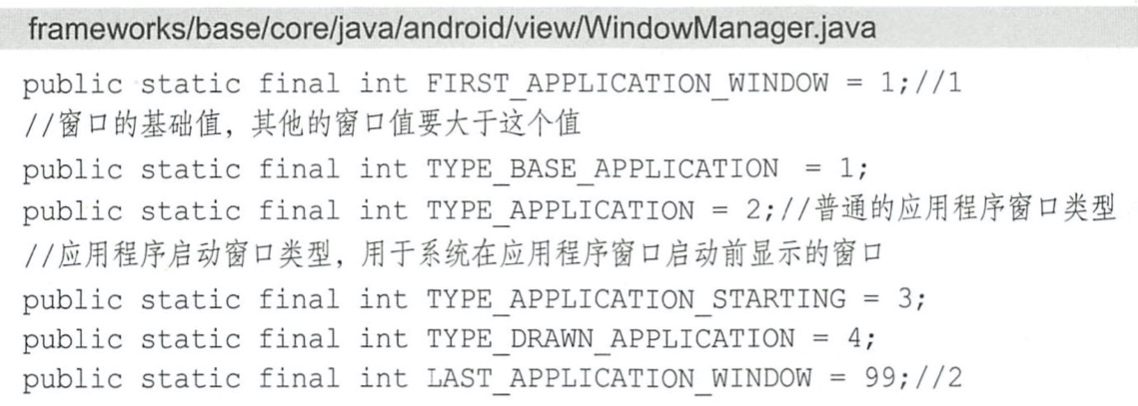 frameworks/base/core/java/android/view/WindowManager.java
public static final int FIRST_APPLICATION_WINDOW = 1;//1
//窗口的基础值，其他的窗口值要大于这个值
public static final int TYPE_BASE_APPLICATION = 1;
public static final int TYPE_APPLICATION = 2;//普通的应用程序窗口类型
//应用程序启动窗口类型，用于系统在应用程序窗口启动前显示的窗口
public static final int TYPE_APPLICATION_STARTING = 3;
public static final int TYPE_DRAWN_APPLICATION = 4;
public static final int LAST_APPLICATION_WINDOW = 99;//2